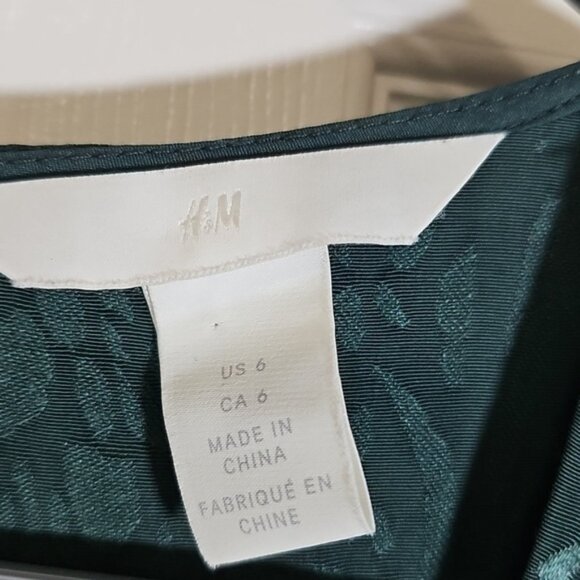 H&M
US 6
CA 6
MADE IN
CHINA
FABRIQUÉ EN
CHINE